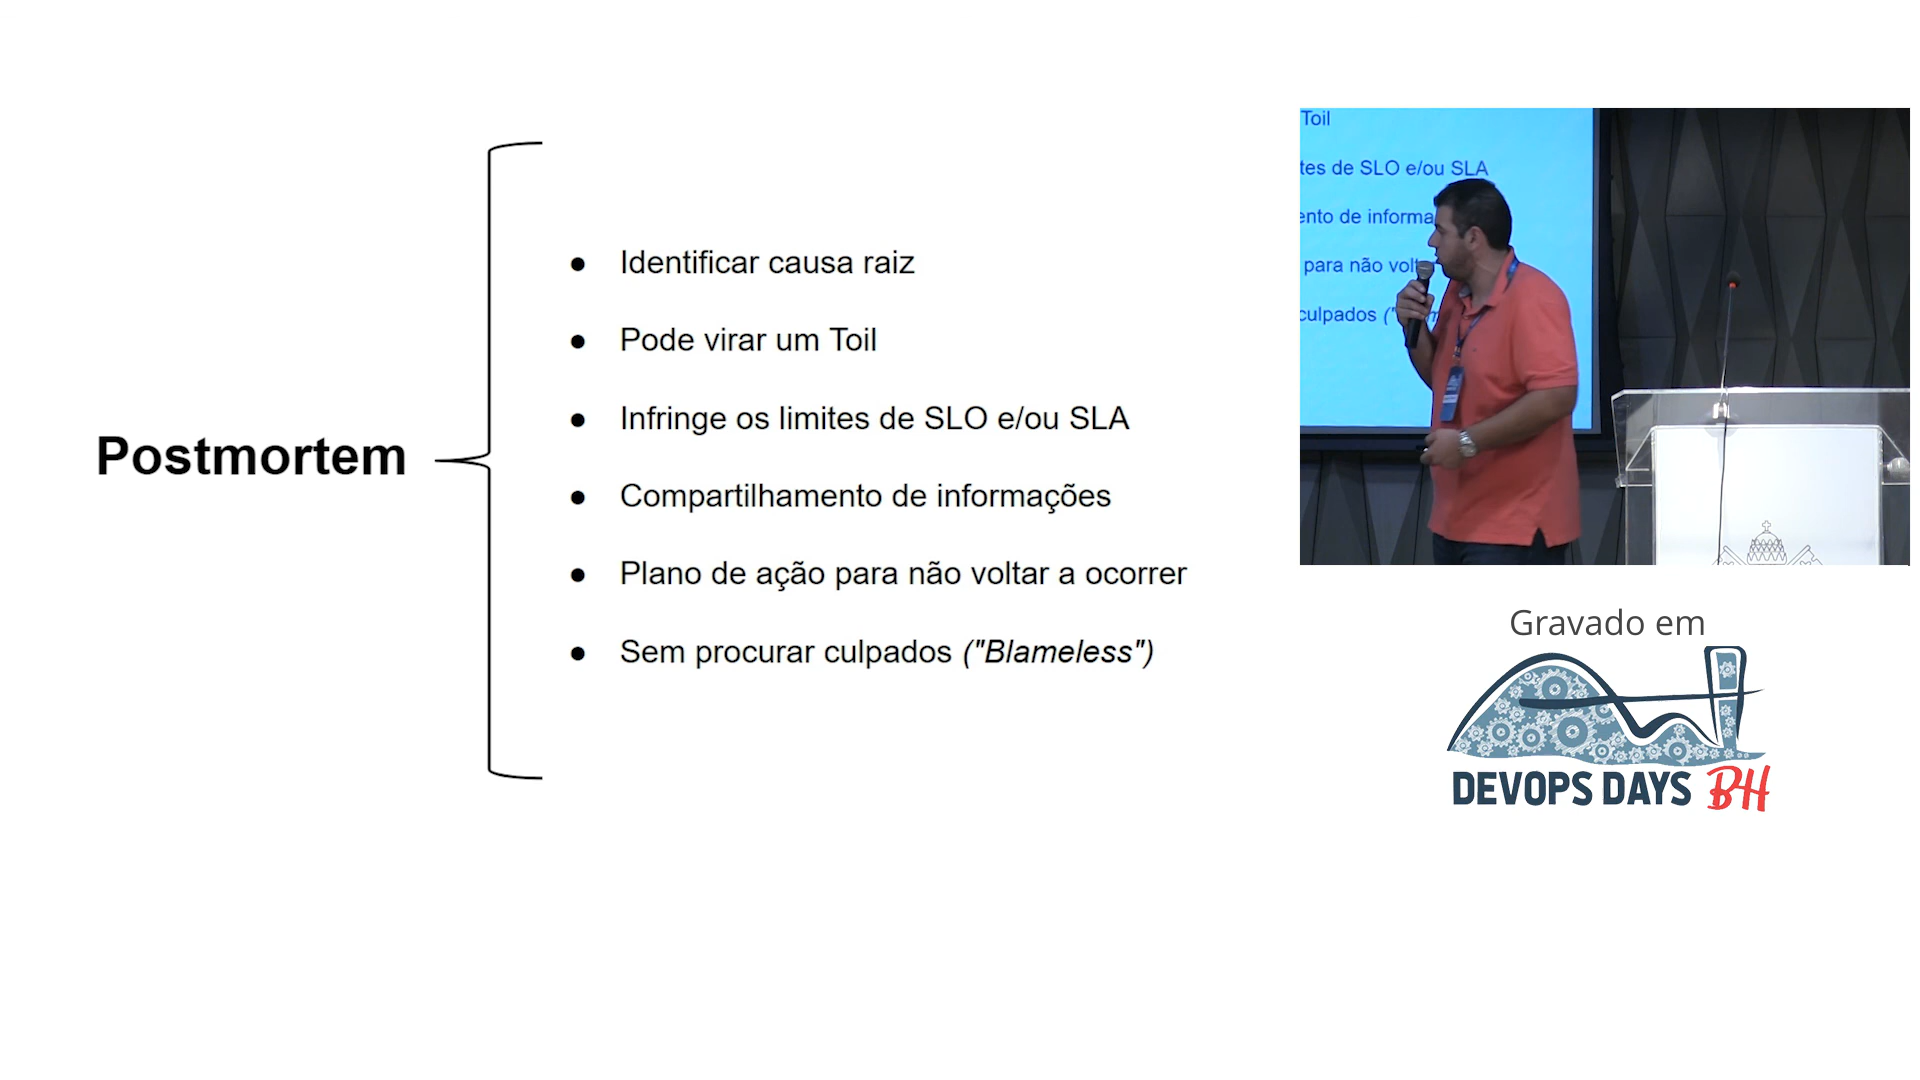 Postmortem
● Identificar causa raiz
● Pode virar um Toil
● Infringe os limites de SLO e/ou SLA
● Compartilhamento de informações
● Plano de ação para não voltar a ocorrer
● Sem procurar culpados ("Blameless")
Toil
tes de SLO e/ou SLA
ento de informa
para não volt
culpados ("
Gravado em
DEVOPS DAYS BH